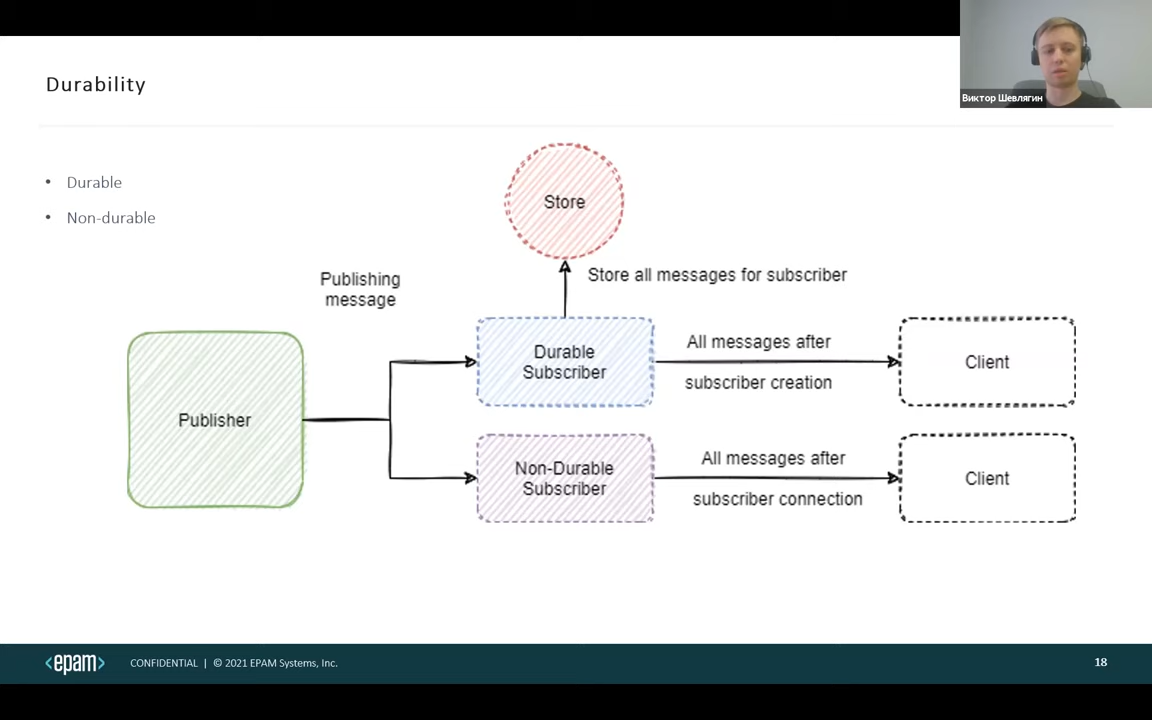 Durability
Виктор Шевлягин
• Durable
• Non-durable
Store
Publishing
message
Store all messages for subscriber
Publisher
Durable
Subscriber
All messages after
subscriber creation
Client
Non-Durable
Subscriber
All messages after
subscriber connection
Client
<epam> CONFIDENTIAL | © 2021 EPAM Systems, Inc.
18